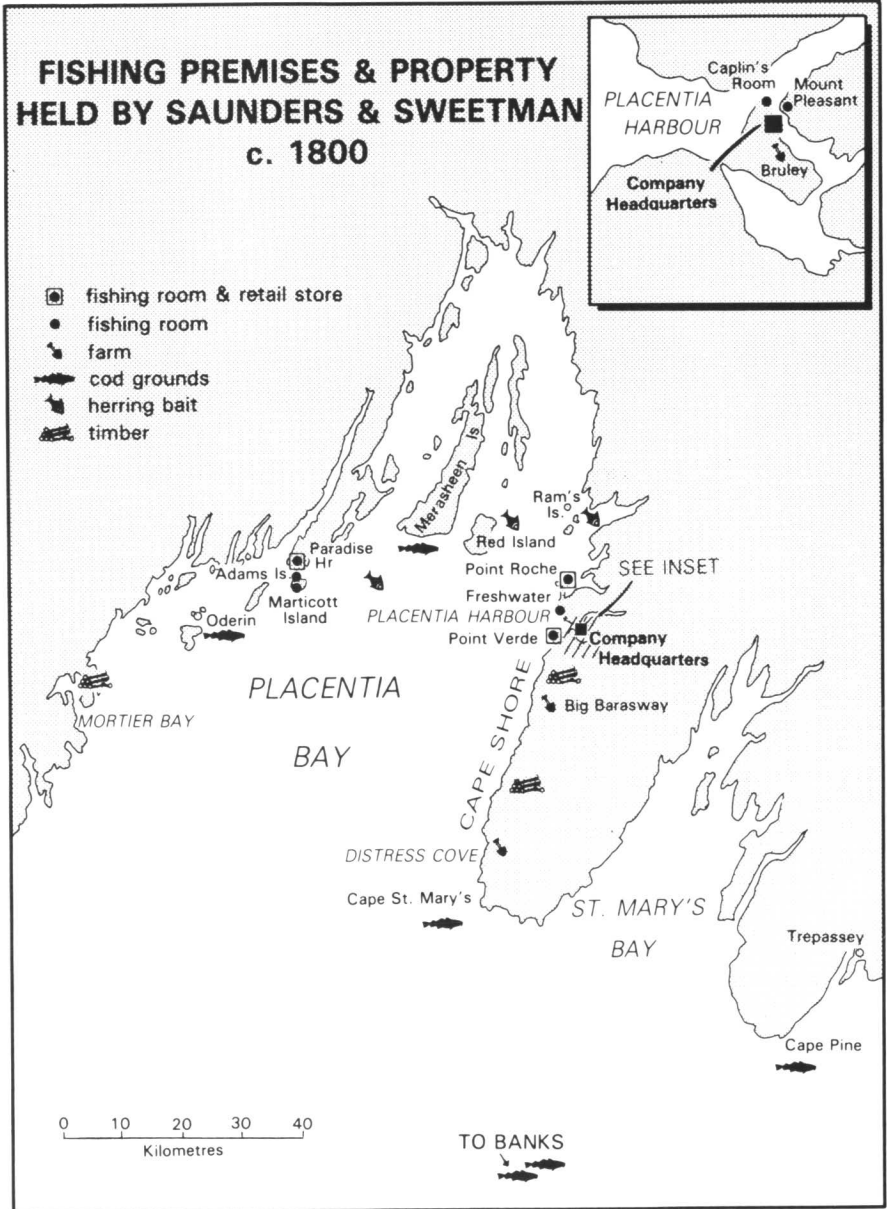 FISHING PREMISES & PROPERTY
HELD BY SAUNDERS & SWEETMAN
c. 1800
Caplin's
Room
Mount
Pleasant
PLACENTIA
HARBOUR
Bruley
Company
Headquarters
fishing room & retail store
fishing room
farm
cod grounds
herring bait
timber
Merasheen Is
Ram's
Is.
Red Island
Paradise
Hr
Adams Is.
Marticott
Island
Point Roche
SEE INSET
Freshwater
PLACENTIA HARBOUR
Oderin
Point Verde
Company
Headquarters
PLACENTIA
BAY
MORTIER BAY
Big Barasway
CAPE SHORE
DISTRESS COVE
Cape St. Mary's
ST. MARY'S
BAY
Trepassey
Cape Pine
0 10 20 30 40
Kilometres
TO BANKS